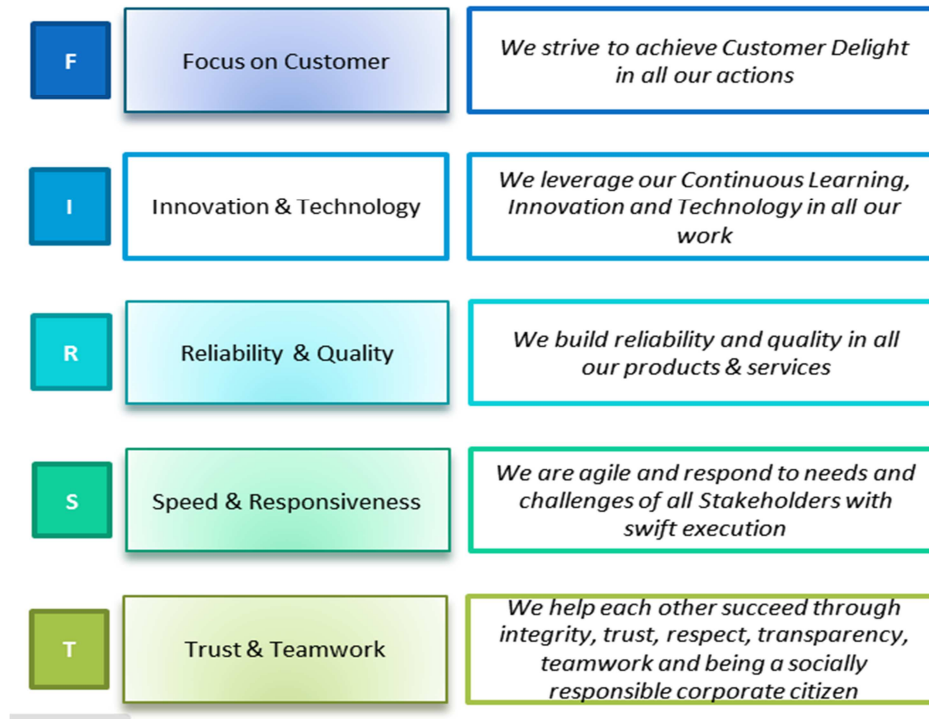 F
Focus on Customer
We strive to achieve Customer Delight
in all our actions
I
Innovation & Technology
We leverage our Continuous Learning,
Innovation and Technology in all our
work
R
Reliability & Quality
We build reliability and quality in all
our products & services
S
Speed & Responsiveness
We are agile and respond to needs and
challenges of all Stakeholders with
swift execution
T
Trust & Teamwork
We help each other succeed through
integrity, trust, respect, transparency,
teamwork and being a socially
responsible corporate citizen